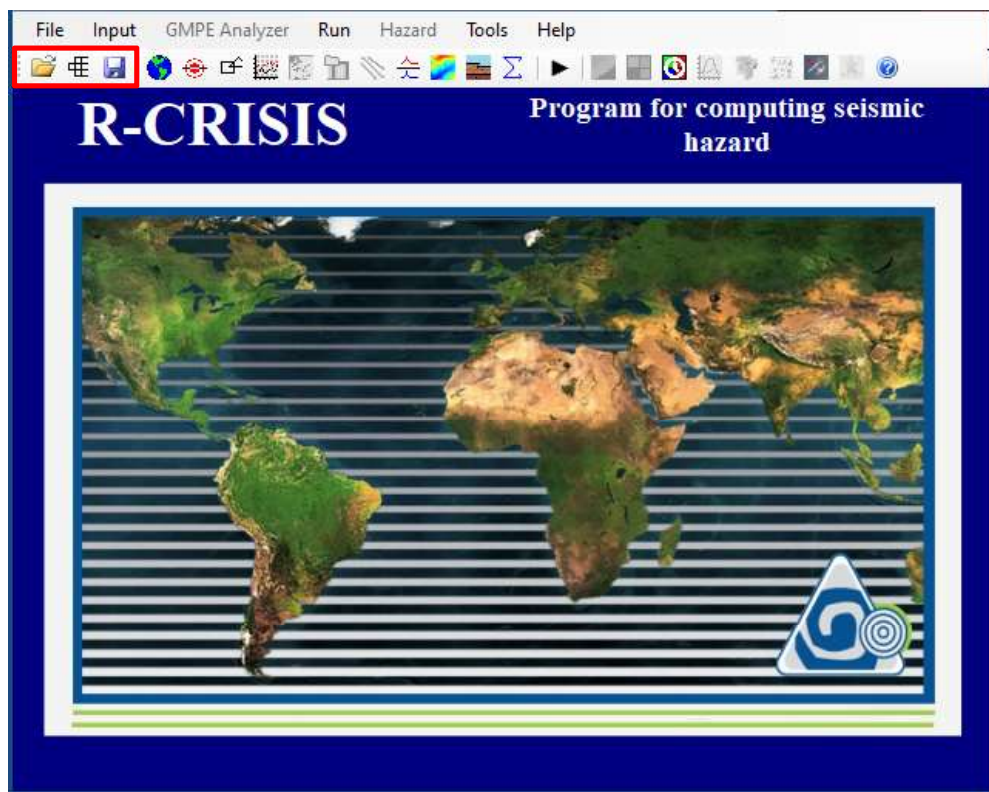 File Input GMPE Analyzer Run Hazard Tools Help
R-CRISIS
Program for computing seismic
hazard